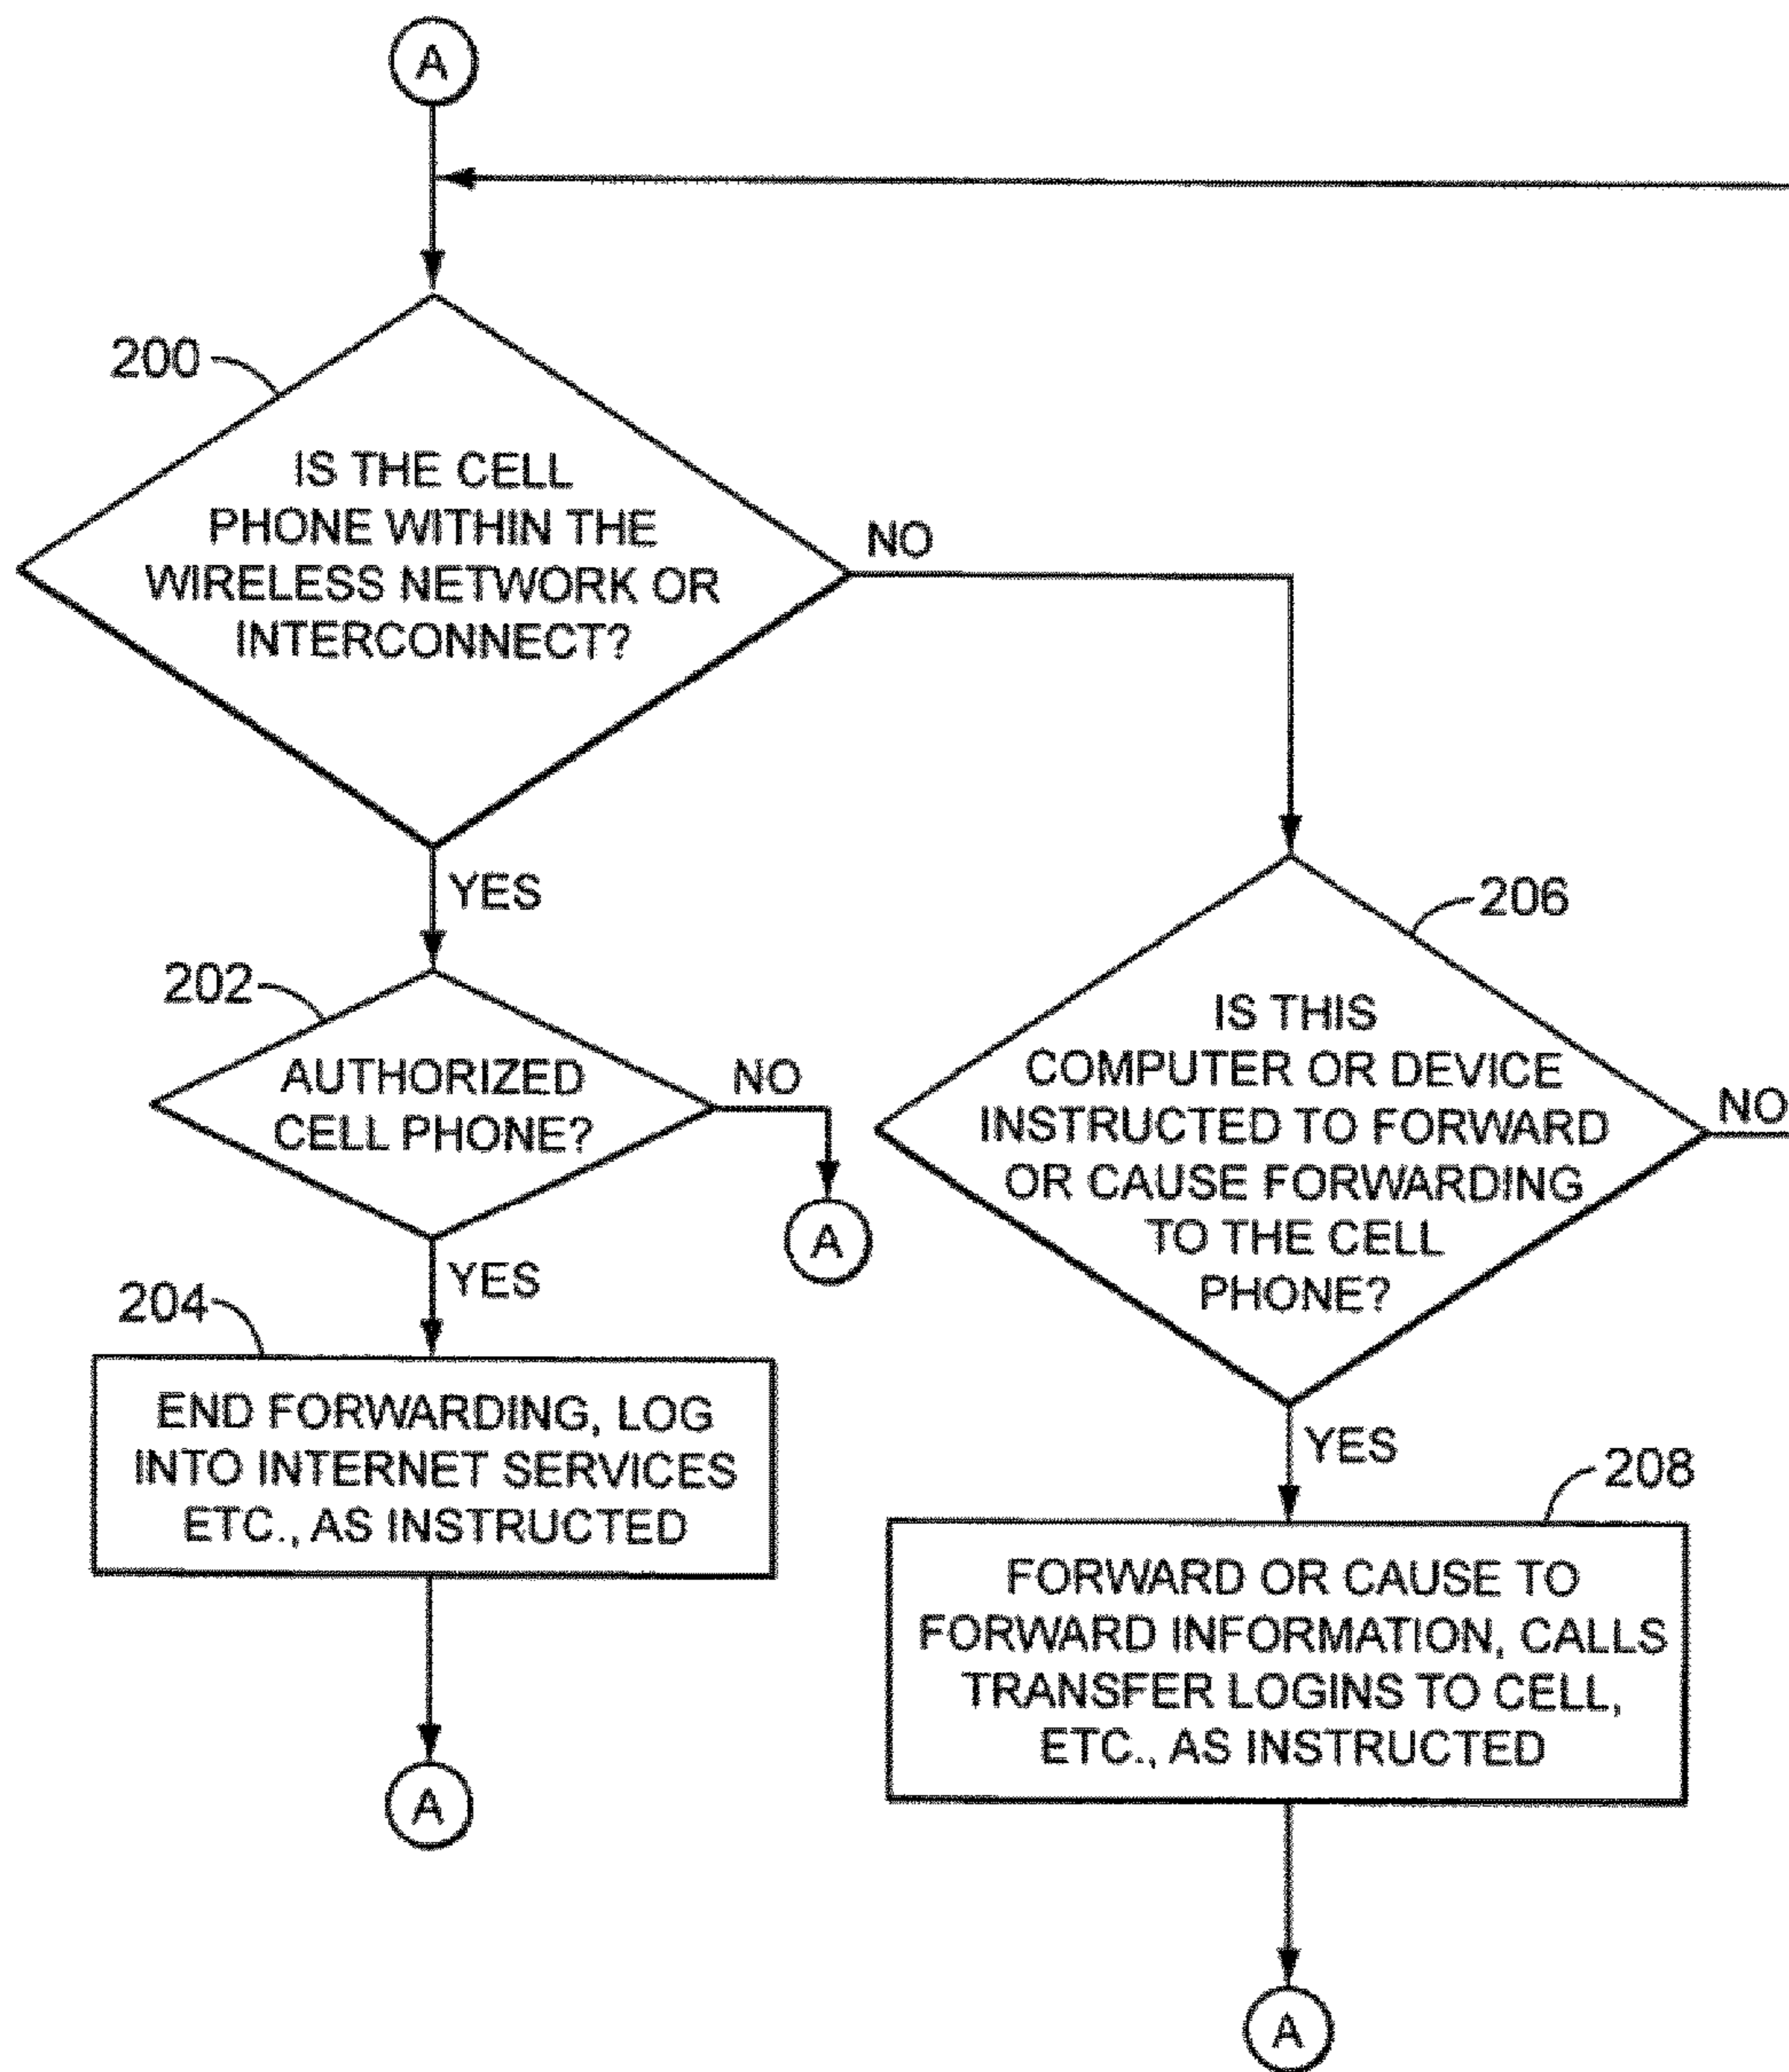 A
200
IS THE CELL
PHONE WITHIN THE
WIRELESS NETWORK OR
INTERCONNECT?
NO
YES
202
AUTHORIZED
CELL PHONE?
NO
A
YES
204
END FORWARDING, LOG
INTO INTERNET SERVICES
ETC., AS INSTRUCTED
A
206
IS THIS
COMPUTER OR DEVICE
INSTRUCTED TO FORWARD
OR CAUSE FORWARDING
TO THE CELL
PHONE?
NO
YES
208
FORWARD OR CAUSE TO
FORWARD INFORMATION, CALLS
TRANSFER LOGINS TO CELL,
ETC., AS INSTRUCTED
A